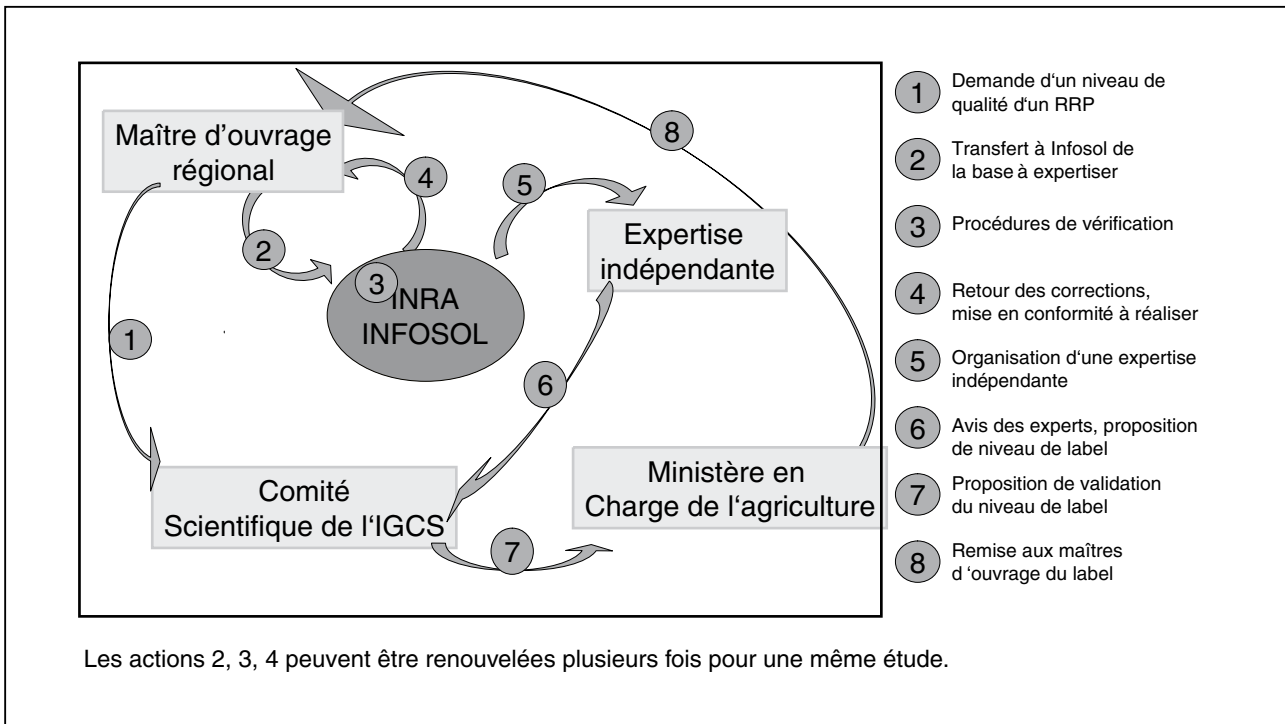 Maître d'ouvrage
régional
8
4
5
2
Expertise
indépendante
3
INRA
INFOSOL
1
6
Comité
Scientifique de l'IGCS
Ministère en
Charge de l'agriculture
7
1 Demande d'un niveau de
qualité d'un RRP
2 Transfert à Infosol de
la base à expertiser
3 Procédures de vérification
4 Retour des corrections,
mise en conformité à réaliser
5 Organisation d'une expertise
indépendante
6 Avis des experts, proposition
de niveau de label
7 Proposition de validation
du niveau de label
8 Remise aux maîtres
d 'ouvrage du label
Les actions 2, 3, 4 peuvent être renouvelées plusieurs fois pour une même étude.